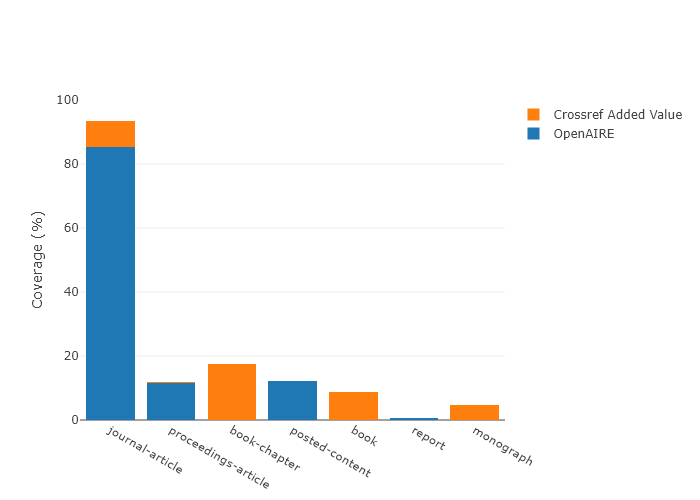 Crossref Added Value
OpenAIRE
Coverage (%)
100
80
60
40
20
0
journal-article
proceedings-article
book-chapter
posted-content
book
report
monograph